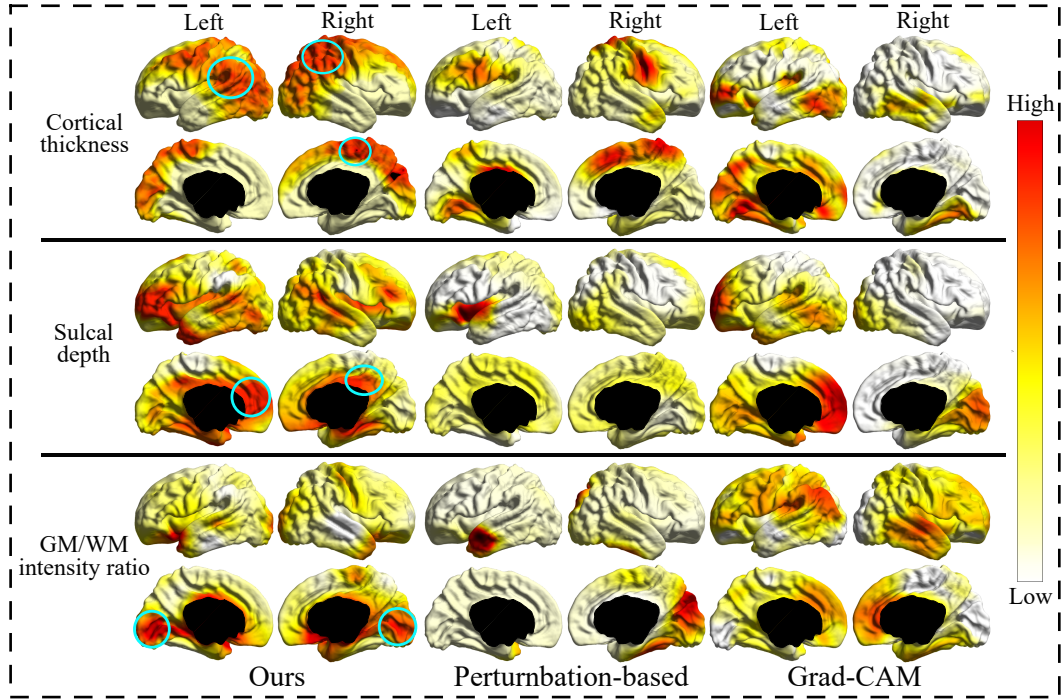 Left Right Left Right Left Right
Cortical
thickness
High
Sulcal
depth
GM/WM
intensity ratio
Low
Ours Perturnbation-based Grad-CAM